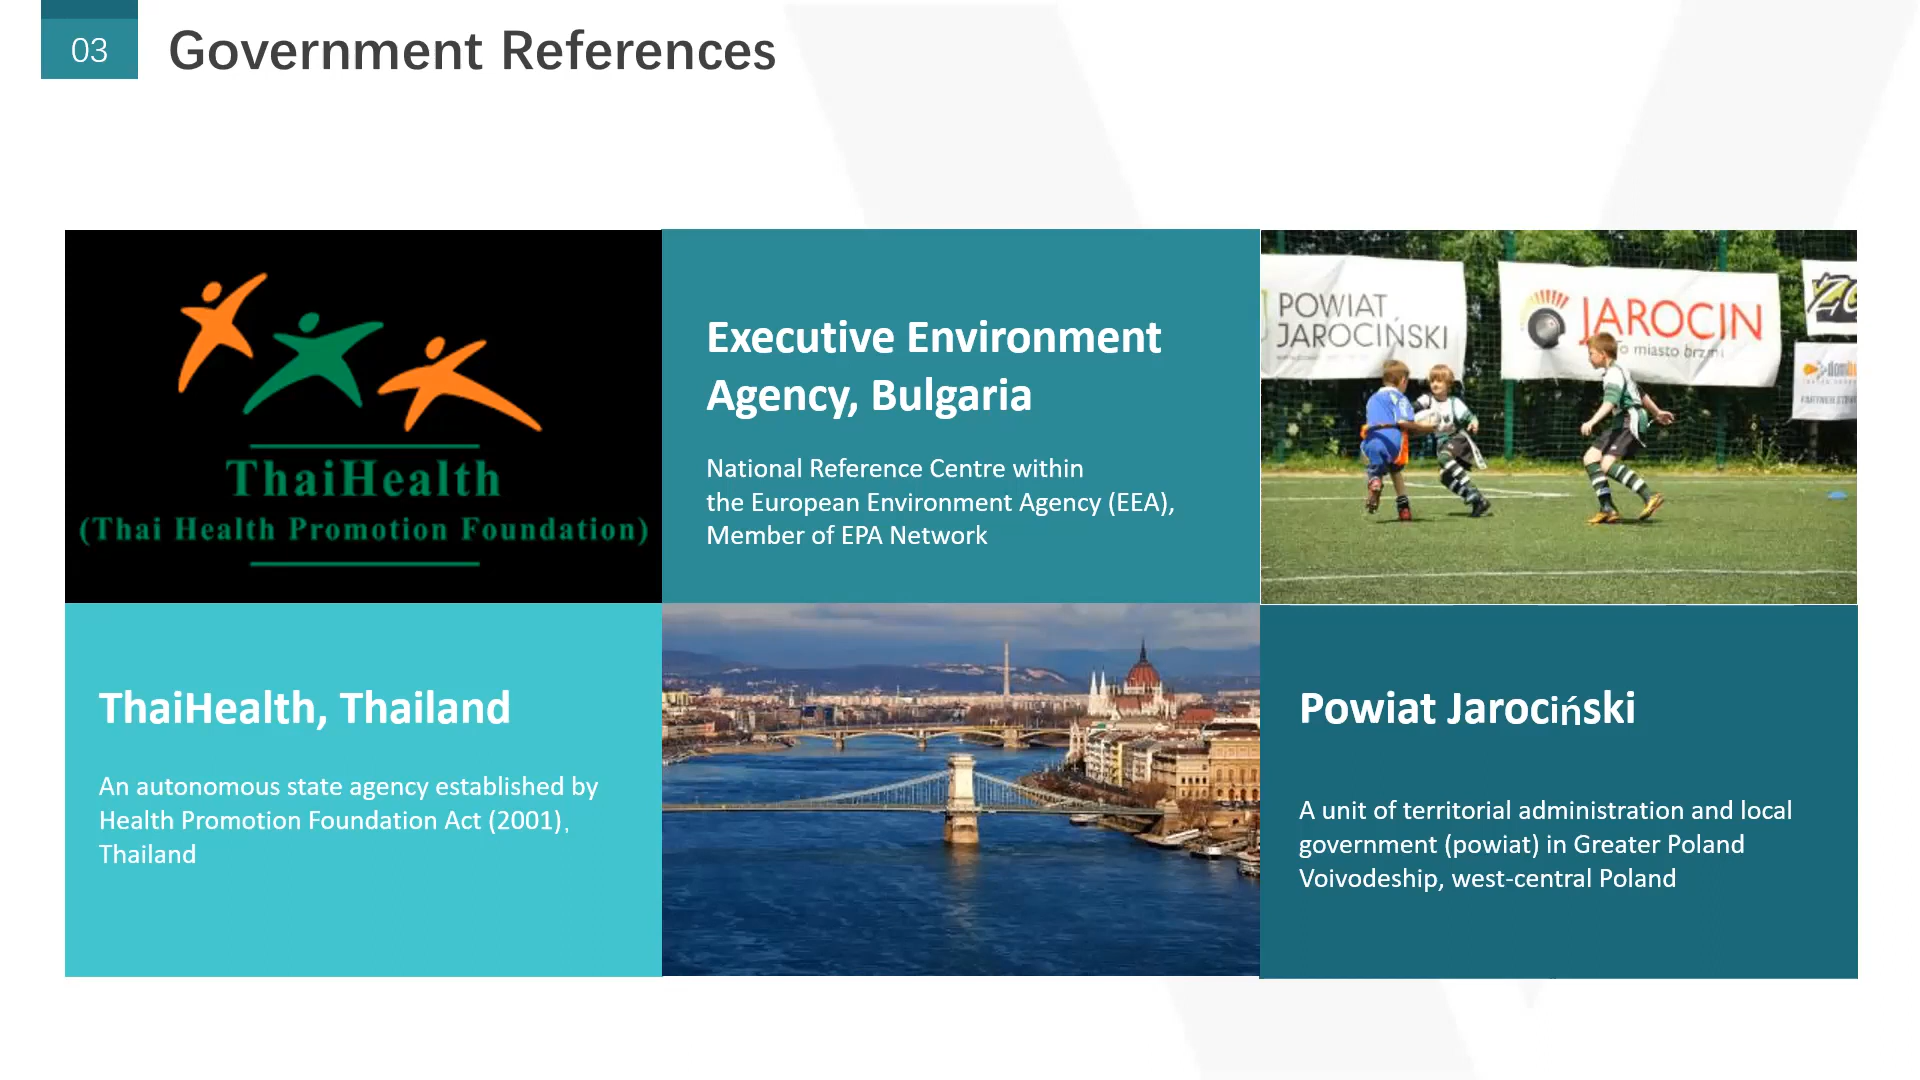 03
Government References
ThaiHealth
(Thai Health Promotion Foundation)
Executive Environment
Agency, Bulgaria
National Reference Centre within
the European Environment Agency (EEA),
Member of EPA Network
POWIAT
JAROCIŃSKI
JAROCIN
To miasto brzmi
ThaiHealth, Thailand
An autonomous state agency established by
Health Promotion Foundation Act (2001),
Thailand
Powiat Jarociński
A unit of territorial administration and local
government (powiat) in Greater Poland
Voivodeship, west-central Poland